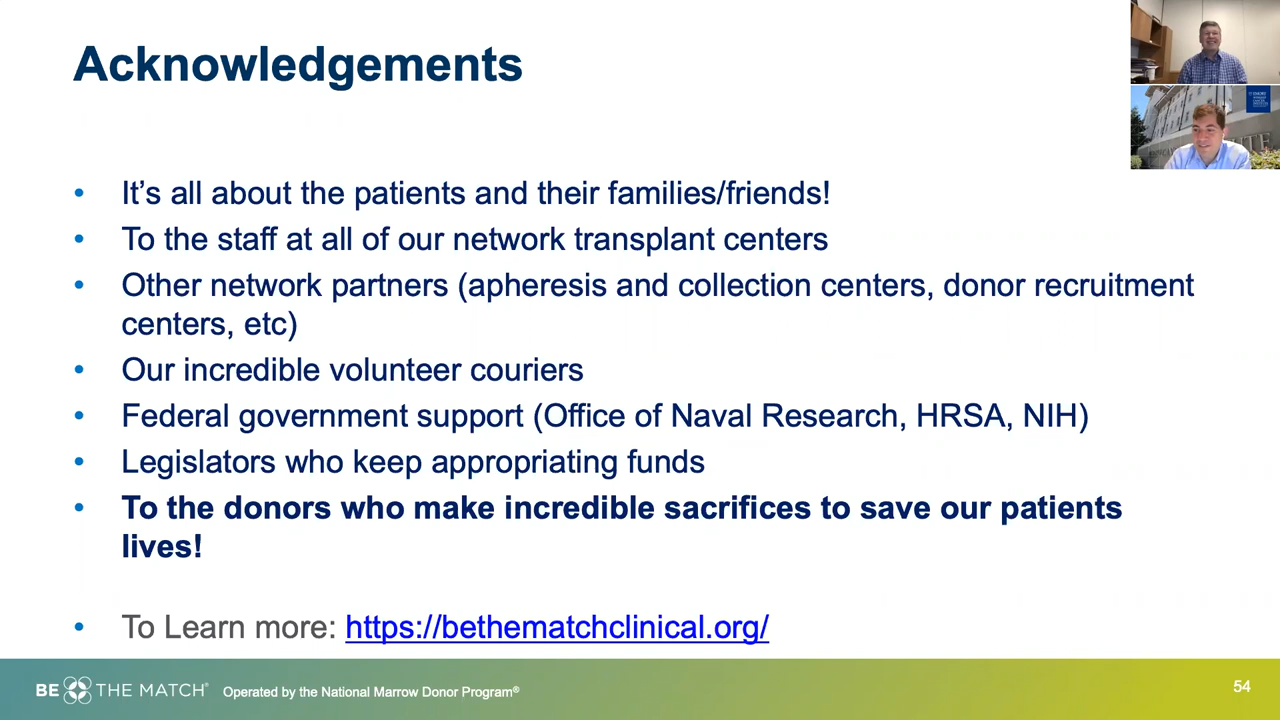 Acknowledgements
• It's all about the patients and their families/friends!
• To the staff at all of our network transplant centers
• Other network partners (apheresis and collection centers, donor recruitment
centers, etc)
• Our incredible volunteer couriers
• Federal government support (Office of Naval Research, HRSA, NIH)
• Legislators who keep appropriating funds
• To the donors who make incredible sacrifices to save our patients
lives!
• To Learn more: https://bethematchclinical.org/
BE THE MATCH® Operated by the National Marrow Donor Program®
54
EMORY